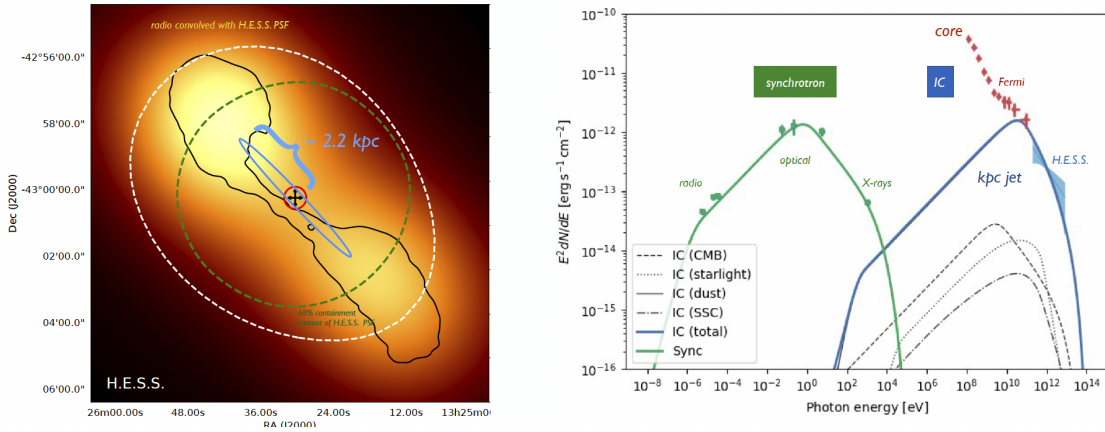 radio convolved with H.E.S.S. PSF
-42°56'00.0"
58'00.0"
-43°00'00.0"
02'00.0"
04'00.0"
06'00.0"
Dec (J2000)
~ 2.2 kpc
68% containment
contour of H.E.S.S. PSF
H.E.S.S.
26m00.00s 48.00s 36.00s 24.00s 12.00s 13h25m0
RA (J2000)
10⁻¹⁰
10⁻¹¹
10⁻¹²
10⁻¹³
10⁻¹⁴
10⁻¹⁵
10⁻¹⁶
E² dN/dE [erg s⁻¹ cm⁻²]
core
synchrotron
IC
Fermi
optical
radio
X-rays
kpc jet
H.E.S.S.
IC (CMB)
IC (starlight)
IC (dust)
IC (SSC)
IC (total)
Sync
10⁻⁸ 10⁻⁶ 10⁻⁴ 10⁻² 10⁰ 10² 10⁴ 10⁶ 10⁸ 10¹⁰ 10¹² 10¹⁴
Photon energy [eV]